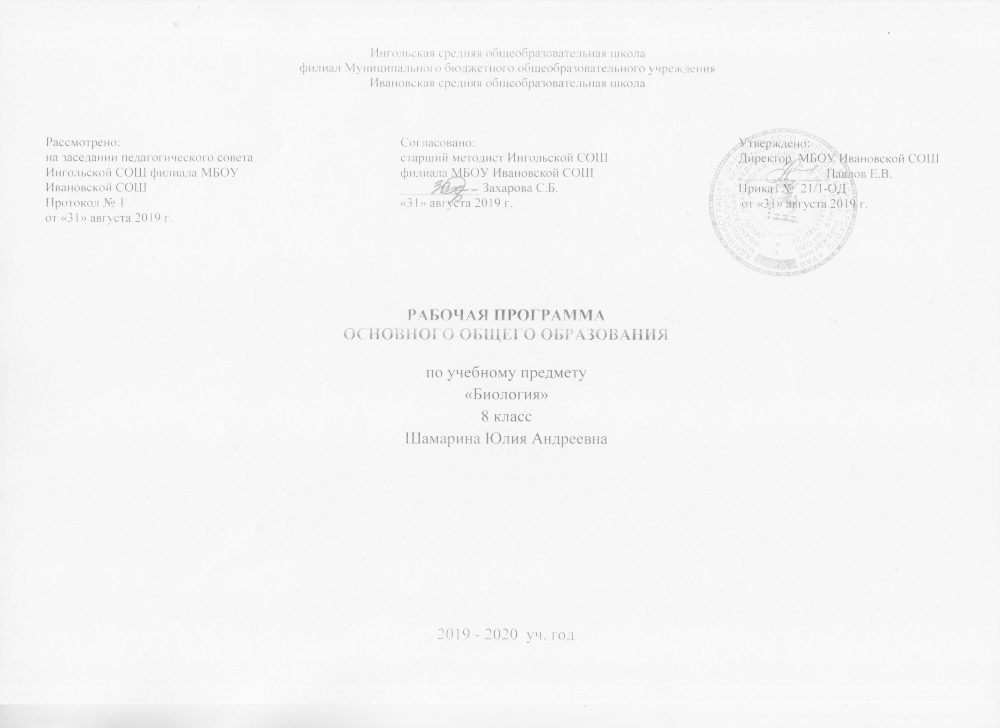 Ингольская средняя общеобразовательная школа
филиал Муниципального бюджетного общеобразовательного учреждения
Ивановская средняя общеобразовательная школа
Рассмотрено:
на заседании педагогического совета
Ингольской СОШ филиала МБОУ
Ивановской СОШ
Протокол № 1
от «31» августа 2019 г.
Согласовано:
старший методист Ингольской СОШ
филиала МБОУ Ивановской СОШ
Захарова С.Б.
«31» августа 2019 г.
Утверждено:
Директор МБОУ Ивановской СОШ
Павлов Е.В.
Приказ № 21/1-ОД
от «31» августа 2019 г.
РАБОЧАЯ ПРОГРАММА
ОСНОВНОГО ОБЩЕГО ОБРАЗОВАНИЯ
по учебному предмету
«Биология»
8 класс
Шамарина Юлия Андреевна
2019 - 2020 уч. год